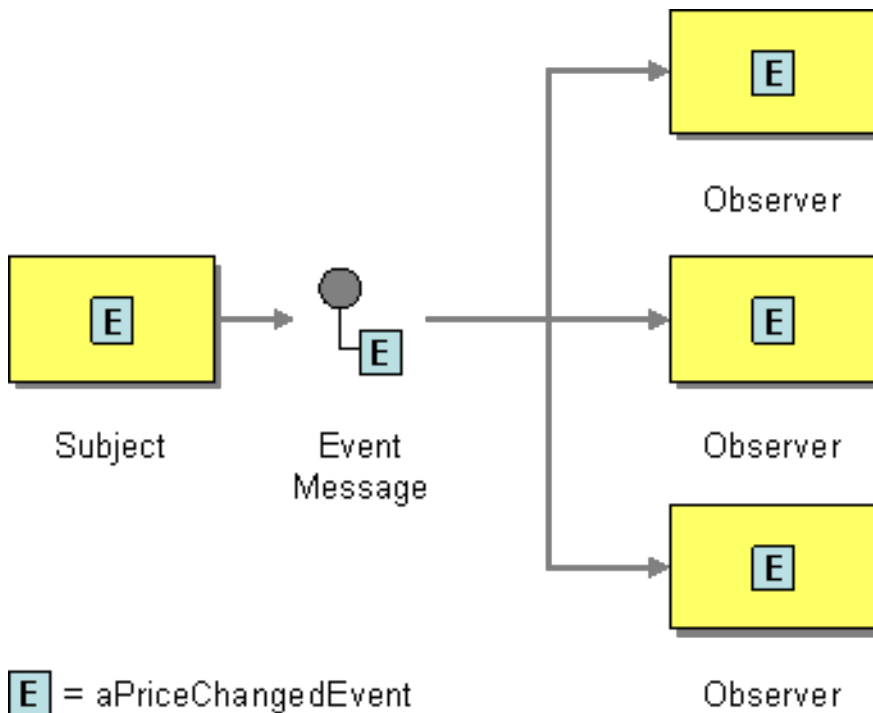 E
Observer
E
E
E
Subject
Event
Message
Observer
E
E
E = aPriceChangedEvent
Observer